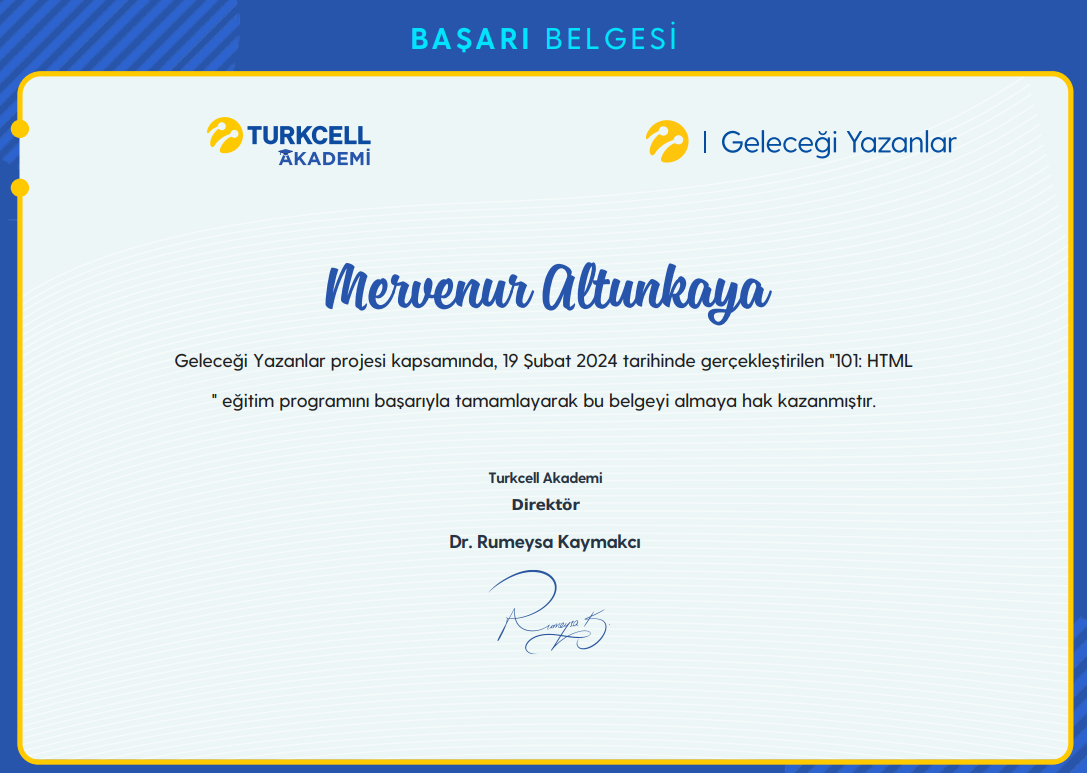 BAŞARI BELGESİ
TURKCELL
AKADEMİ
Geleceği Yazanlar
Mervenur Altunkaya
Geleceği Yazanlar projesi kapsamında, 19 Şubat 2024 tarihinde gerçekleştirilen "101: HTML
" eğitim programını başarıyla tamamlayarak bu belgeyi almaya hak kazanmıştır.
Turkcell Akademi
Direktör
Dr. Rumeysa Kaymakcı
Rumeysa K.